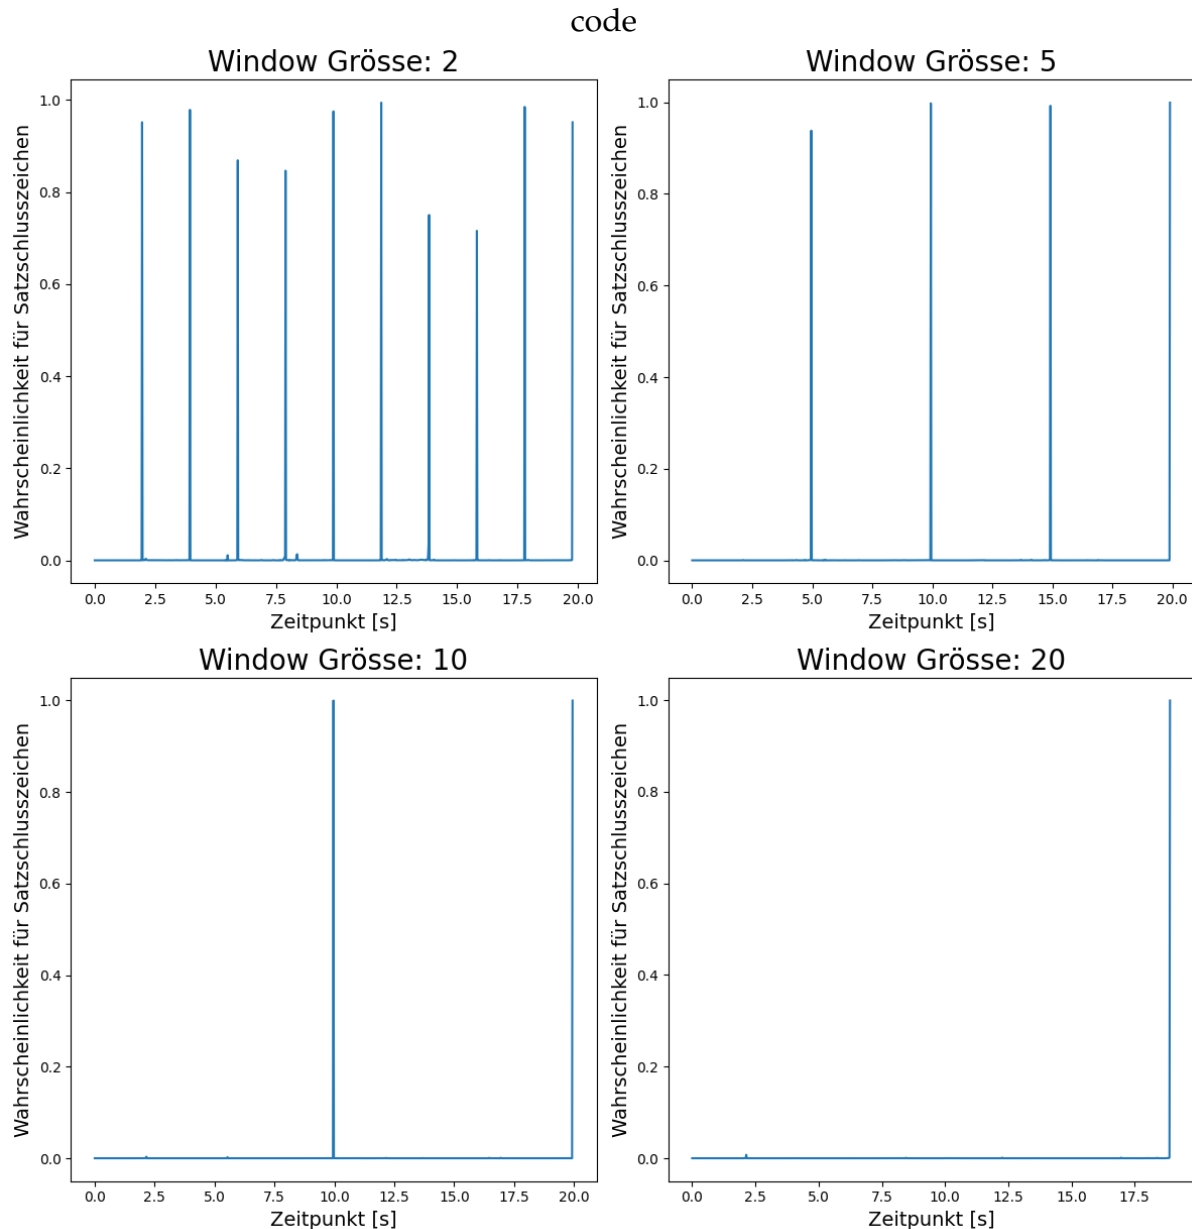 code
Window Grösse: 2
Wahrscheinlichkeit für Satzschlusszeichen
1.0
0.8
0.6
0.4
0.2
0.0
0.0 2.5 5.0 7.5 10.0 12.5 15.0 17.5 20.0
Zeitpunkt [s]
Window Grösse: 5
Wahrscheinlichkeit für Satzschlusszeichen
1.0
0.8
0.6
0.4
0.2
0.0
0.0 2.5 5.0 7.5 10.0 12.5 15.0 17.5 20.0
Zeitpunkt [s]
Window Grösse: 10
Wahrscheinlichkeit für Satzschlusszeichen
1.0
0.8
0.6
0.4
0.2
0.0
0.0 2.5 5.0 7.5 10.0 12.5 15.0 17.5 20.0
Zeitpunkt [s]
Window Grösse: 20
Wahrscheinlichkeit für Satzschlusszeichen
1.0
0.8
0.6
0.4
0.2
0.0
0.0 2.5 5.0 7.5 10.0 12.5 15.0 17.5
Zeitpunkt [s]